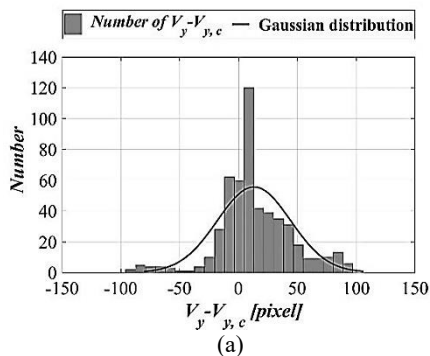 Number of Vy-Vy, c Gaussian distribution
140
120
100
80
60
40
20
0
Number
-150 -100 -50 0 50 100 150
Vy-Vy, c [pixel]
(a)